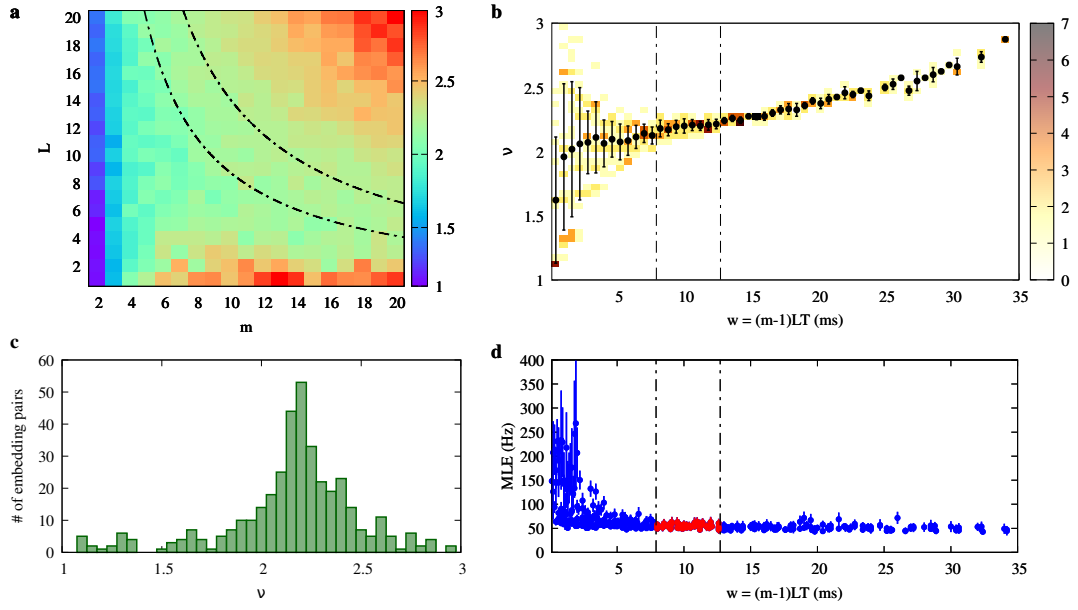 a
20
18
16
14
12
10
8
6
4
2
L
2 4 6 8 10 12 14 16 18 20
m
3
2.5
2
1.5
1
b
3
2.5
2
1.5
1
ν
5 10 15 20 25 30 35
w = (m-1)LT (ms)
7
6
5
4
3
2
1
0
c
60
50
40
30
20
10
0
# of embedding pairs
1 1.5 2 2.5 3
ν
d
400
350
300
250
200
150
100
50
0
MLE (Hz)
5 10 15 20 25 30 35
w = (m-1)LT (ms)